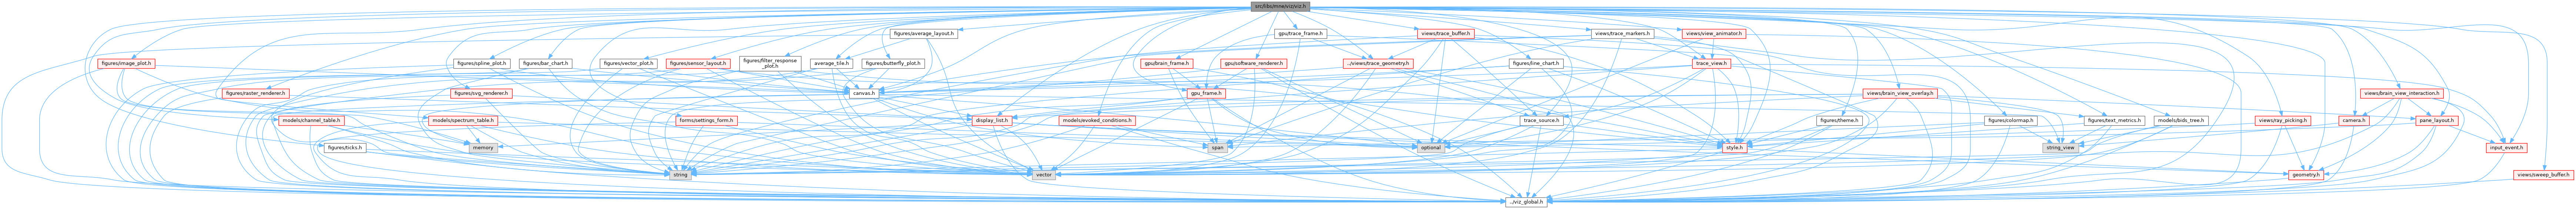 src/libs/mne/viz/viz.h
figures/average_layout.h
gpu/trace_frame.h
views/trace_buffer.h
views/trace_markers.h
views/view_animator.h
figures/image_plot.h
figures/spline_plot.h
figures/bar_chart.h
figures/vector_plot.h
figures/sensor_layout.h
figures/filter_response
_plot.h
average_tile.h
figures/butterfly_plot.h
gpu/brain_frame.h
gpu/software_renderer.h
../views/trace_geometry.h
figures/line_chart.h
trace_view.h
figures/raster_renderer.h
figures/svg_renderer.h
canvas.h
gpu_frame.h
views/brain_view_overlay.h
views/brain_view_interaction.h
models/channel_table.h
models/spectrum_table.h
forms/settings_form.h
display_list.h
models/evoked_conditions.h
trace_source.h
figures/theme.h
figures/colormap.h
figures/text_metrics.h
models/bids_tree.h
views/ray_picking.h
camera.h
pane_layout.h
figures/ticks.h
memory
span
optional
style.h
string_view
input_event.h
string
vector
geometry.h
views/sweep_buffer.h
../viz_global.h